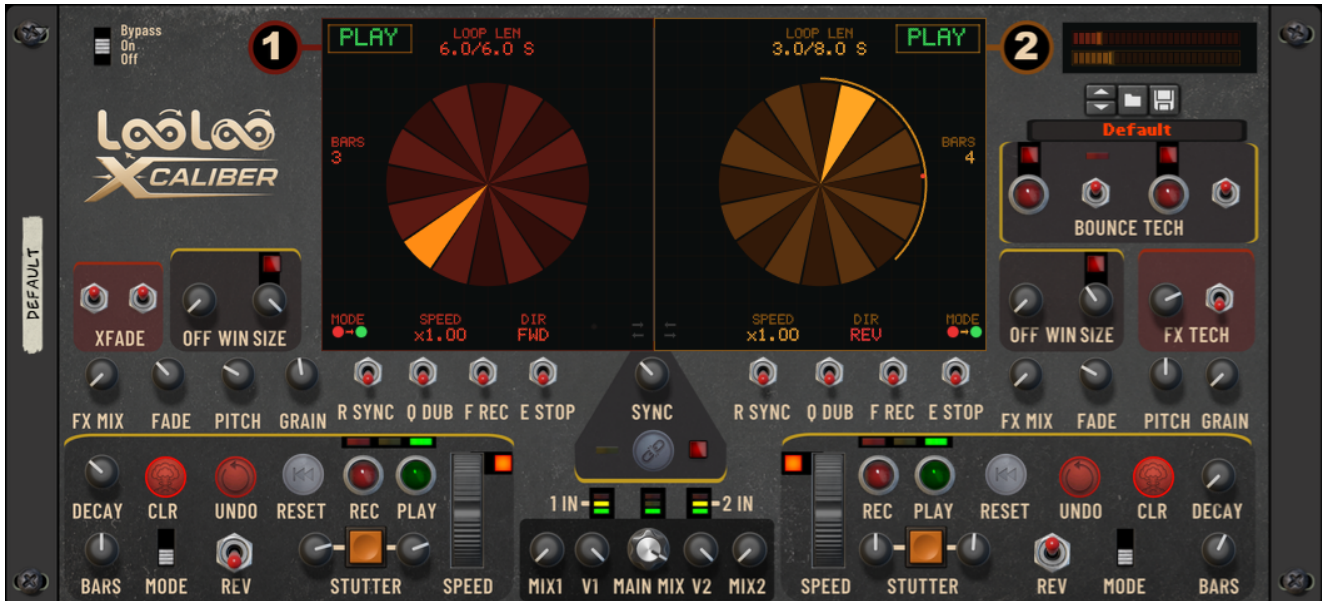 Bypass
On
Off
1
PLAY
LOOP LEN
6.0/6.0 S
LOOP LEN
3.0/8.0 S
PLAY
2
LOOLOO
XCALIBER
Default
BARS
3
BARS
4
BOUNCE TECH
DEFAULT
XFADE
OFF WIN SIZE
MODE
SPEED
x1.00
DIR
FWD
SPEED
x1.00
DIR
REV
MODE
OFF WIN SIZE
FX TECH
FX MIX
FADE
PITCH
GRAIN
R SYNC
Q DUB
F REC
E STOP
SYNC
R SYNC
Q DUB
F REC
E STOP
FX MIX
FADE
PITCH
GRAIN
DECAY
CLR
UNDO
RESET
REC
PLAY
1 IN
2 IN
REC
PLAY
RESET
UNDO
CLR
DECAY
BARS
MODE
REV
STUTTER
SPEED
MIX1
V1
MAIN MIX
V2
MIX2
SPEED
STUTTER
REV
MODE
BARS